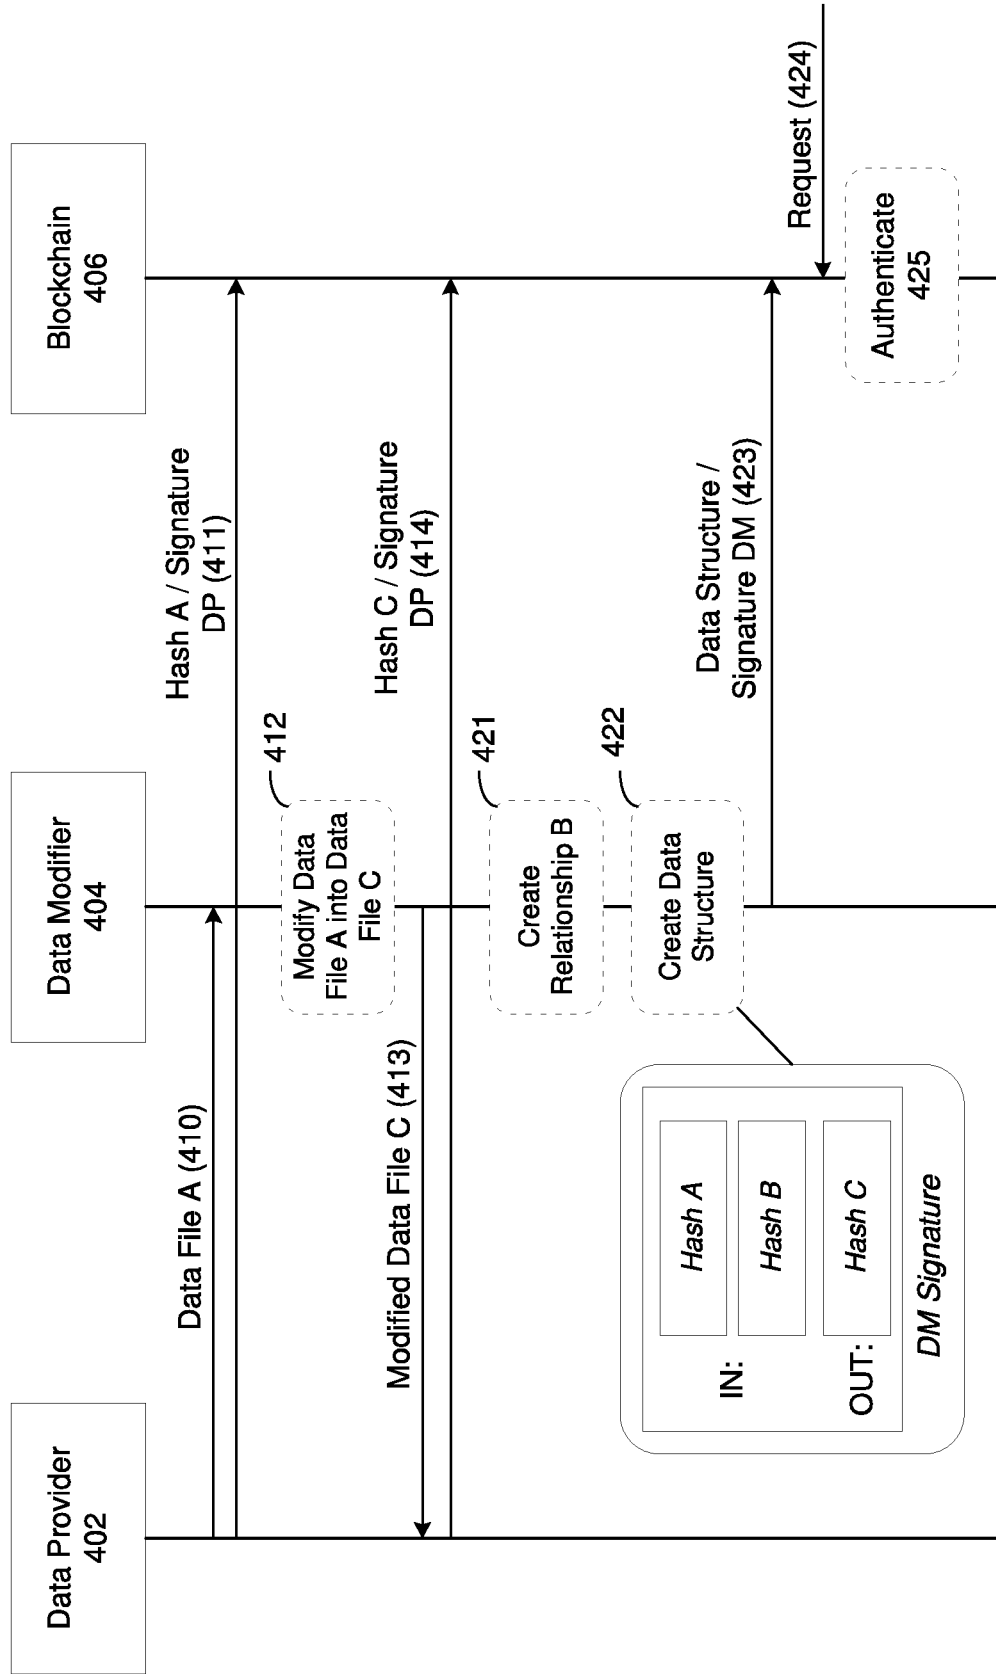 Data Provider
402
Data Modifier
404
Blockchain
406
Data File A (410)
Hash A / Signature
DP (411)
412
Modify Data
File A into Data
File C
Modified Data File C (413)
Hash C / Signature
DP (414)
421
Create
Relationship B
422
Create Data
Structure
IN:
Hash A
Hash B
OUT:
Hash C
DM Signature
Data Structure /
Signature DM (423)
Request (424)
Authenticate
425